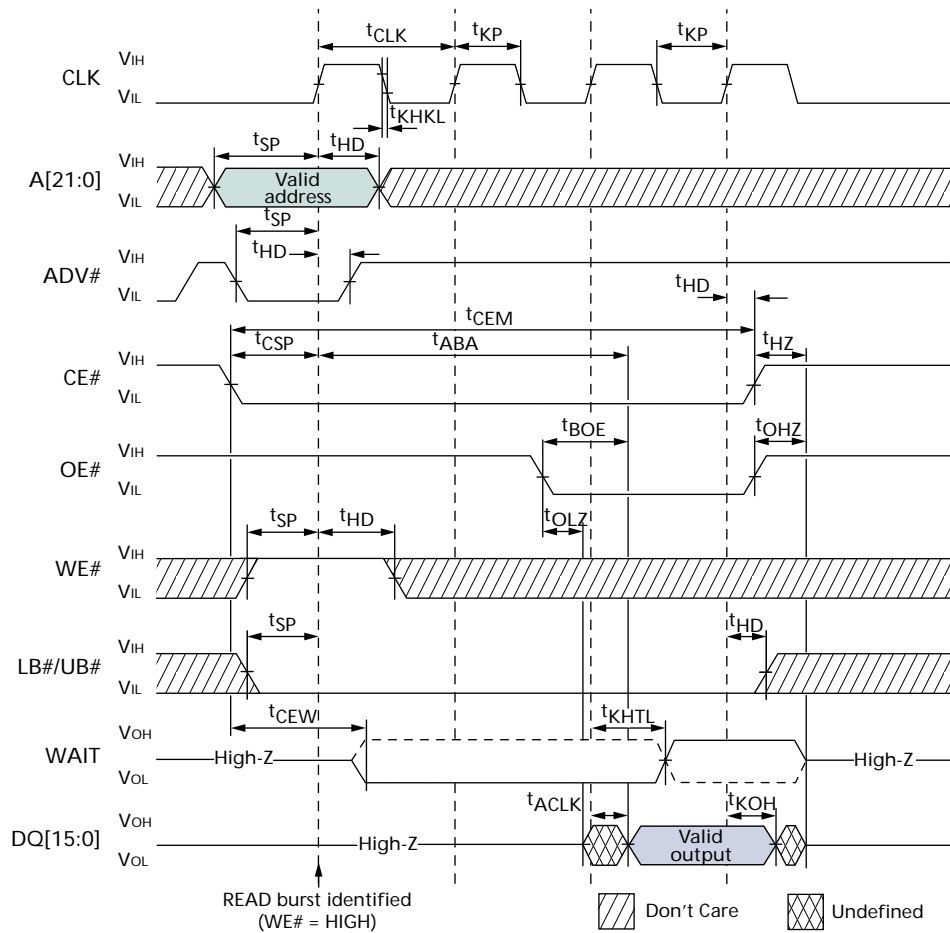 tCLK tKP tKP
CLK VIH
VIL
tKHKL
tSP tHD
A[21:0] VIH
VIL
Valid
address
tSP
ADV# VIH
VIL
tHD
tHD
tCEM
tCSP tABA tHZ
CE# VIH
VIL
tBOE tOHZ
OE# VIH
VIL
tOLZ
tSP tHD
WE# VIH
VIL
tSP tHD
LB#/UB# VIH
VIL
tCEW tKHTL
WAIT VOH
VOL
High-Z High-Z
tACLK tKOH
DQ[15:0] VOH
VOL
High-Z
Valid
output
READ burst identified
(WE# = HIGH)
Don't Care Undefined